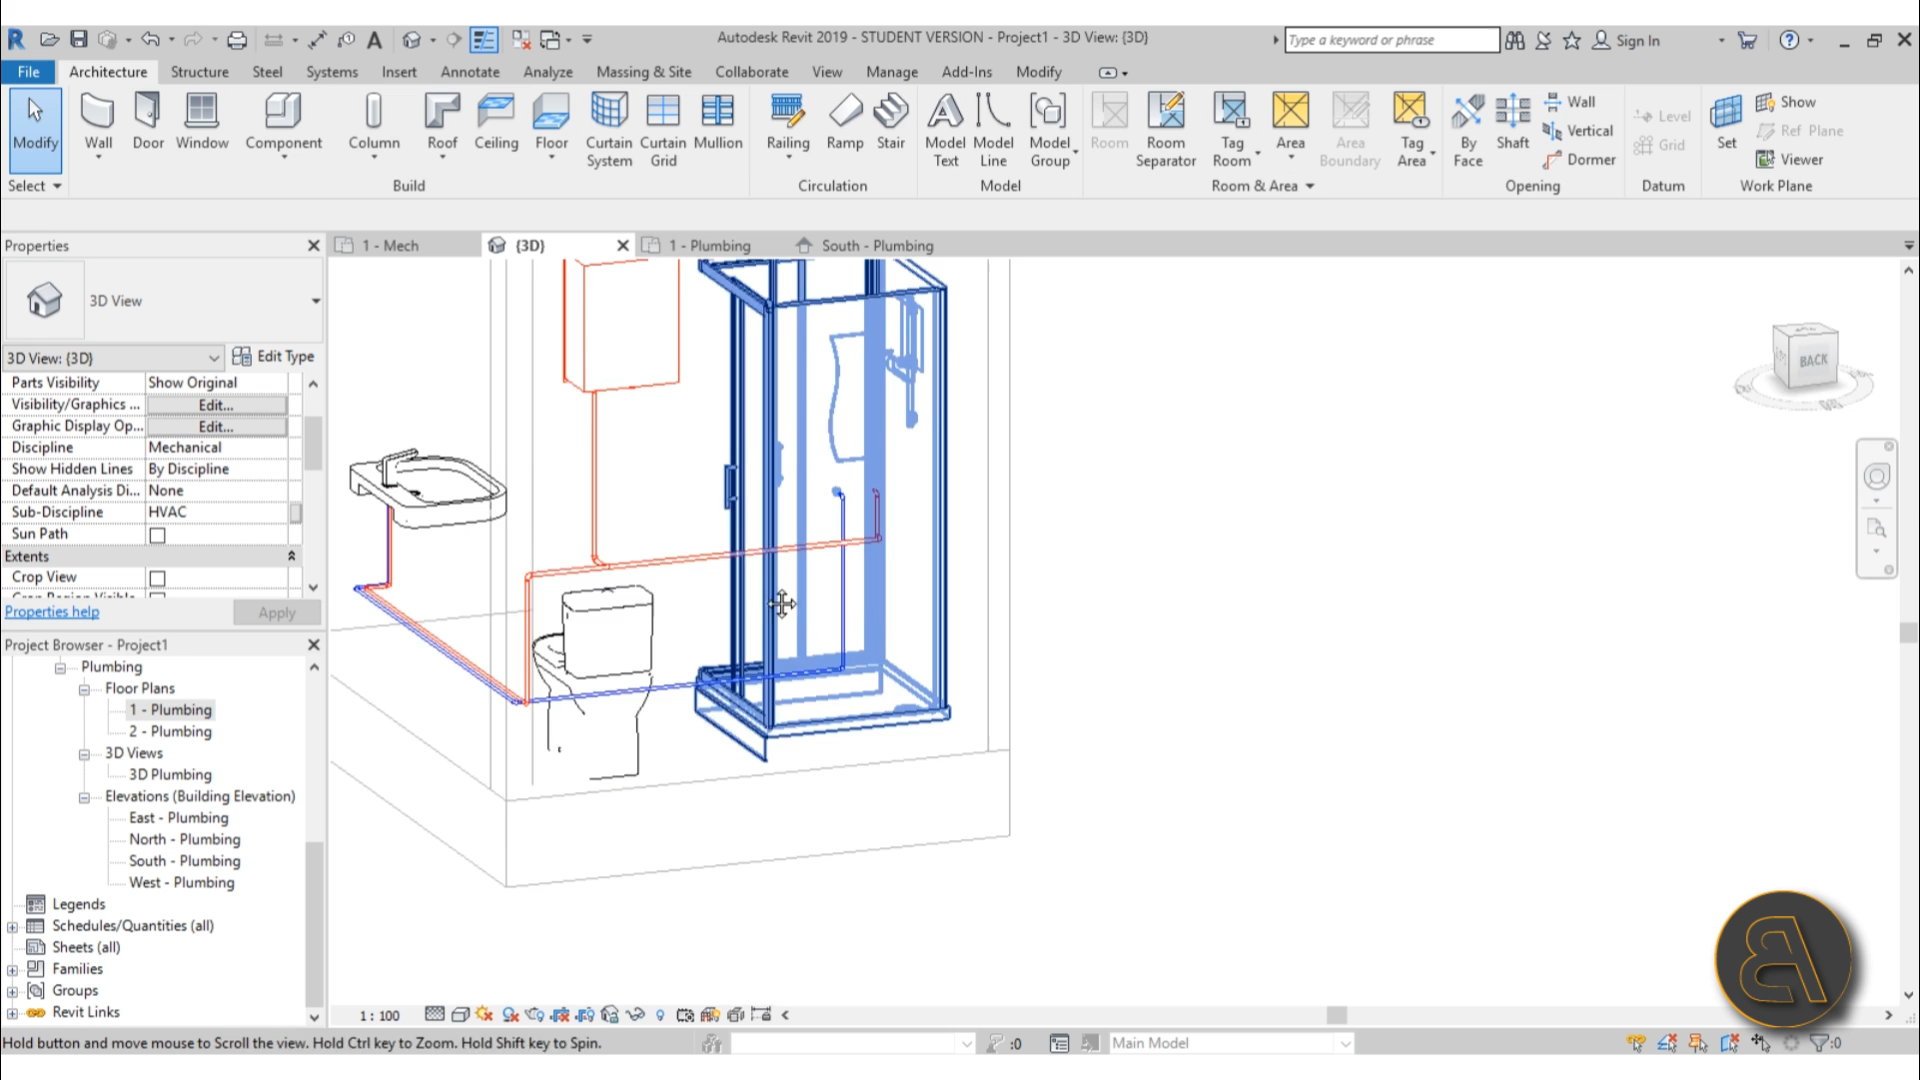 Autodesk Revit 2019 - STUDENT VERSION - Project1 - 3D View: {3D}
Type a keyword or phrase
Sign In
File Architecture Structure Steel Systems Insert Annotate Analyze Massing & Site Collaborate View Manage Add-Ins Modify
Modify
Wall Door Window Component Column Roof Ceiling Floor Curtain System Curtain Grid Mullion
Railing Ramp Stair
Model Text Model Line Model Group
Room Room Separator Tag Room Area Area Boundary Tag Area
By Face Shaft Wall Vertical Dormer
Level Grid
Set Show Ref Plane Viewer
Select Build Circulation Model Room & Area Opening Datum Work Plane
Properties
1 - Mech {3D} 1 - Plumbing South - Plumbing
3D View
3D View: {3D} Edit Type
Parts Visibility Show Original
Visibility/Graphics ... Edit...
Graphic Display Op... Edit...
Discipline Mechanical
Show Hidden Lines By Discipline
Default Analysis Di... None
Sub-Discipline HVAC
Sun Path
Extents
Crop View
Properties help Apply
Project Browser - Project1
Plumbing
Floor Plans
1 - Plumbing
2 - Plumbing
3D Views
3D Plumbing
Elevations (Building Elevation)
East - Plumbing
North - Plumbing
South - Plumbing
West - Plumbing
Legends
Schedules/Quantities (all)
Sheets (all)
Families
Groups
Revit Links
BACK
1 : 100
Hold button and move mouse to Scroll the view. Hold Ctrl key to Zoom. Hold Shift key to Spin.
:0
Main Model
:0